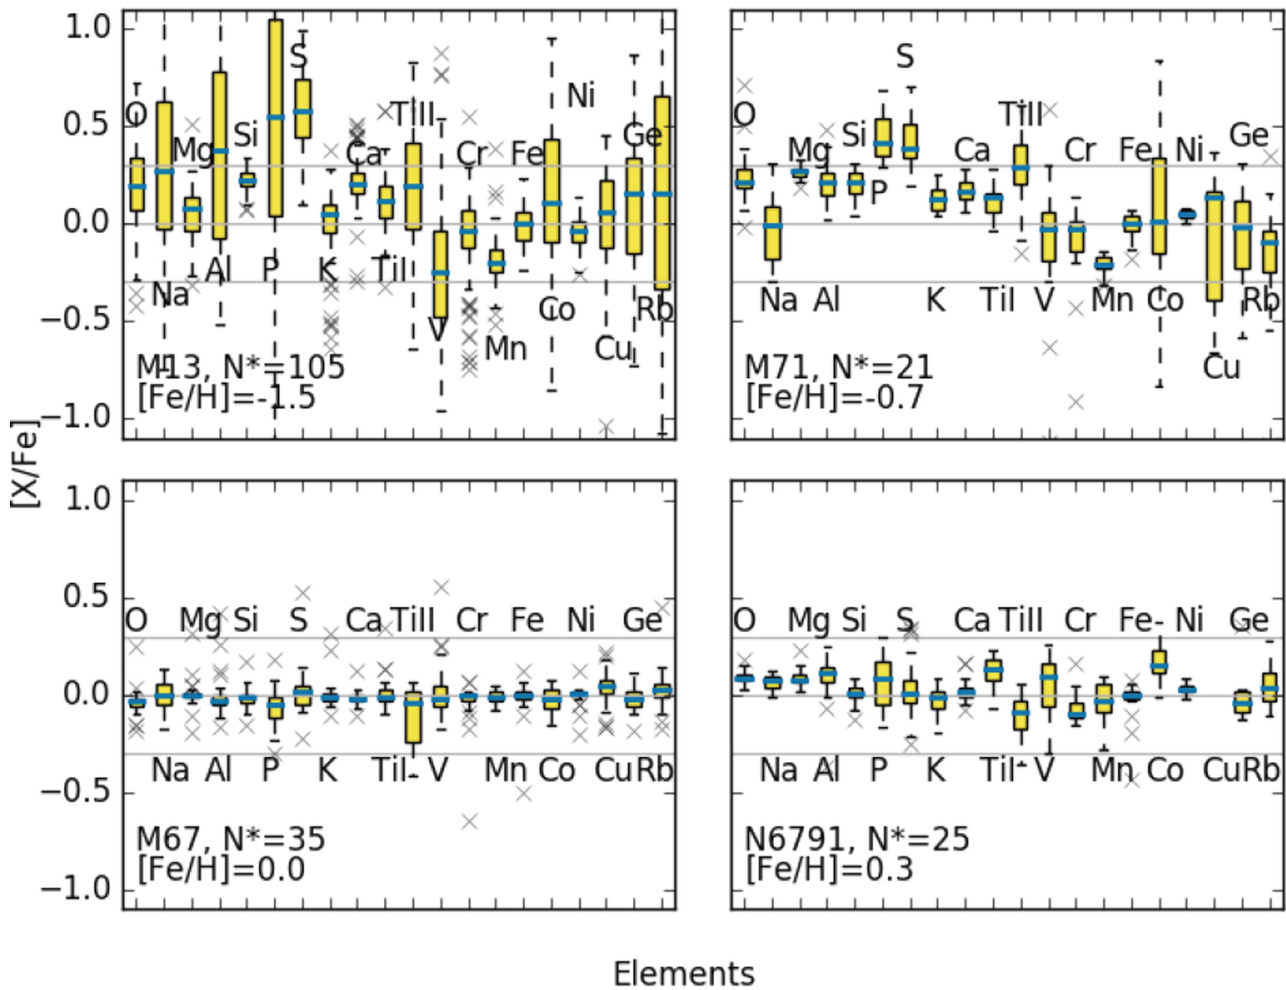 [X/Fe]
1.0
0.5
0.0
−0.5
−1.0
O Na Mg Al Si P S K Ca TiI TiII V Cr Mn Fe Co Ni Cu Ge Rb
M13, N*=105
[Fe/H]=-1.5
O Na Mg Al Si P S K Ca TiI TiII V Cr Mn Fe Co Ni Cu Ge Rb
M71, N*=21
[Fe/H]=-0.7
1.0
0.5
0.0
−0.5
−1.0
O Mg Si S Ca TiII Cr Fe Ni Ge
Na Al P K TiI V Mn Co Cu Rb
M67, N*=35
[Fe/H]=0.0
O Mg Si S Ca TiII Cr Fe- Ni Ge
Na Al P K TiI V Mn Co Cu Rb
N6791, N*=25
[Fe/H]=0.3
Elements